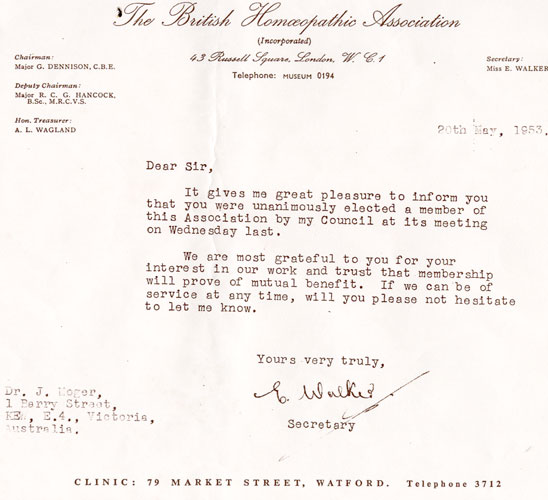 The British Homœopathic Association
(Incorporated)
43 Russell Square, London, W. C.1
Telephone: MUSEUM 0194
Chairman:
Major G. DENNISON, C.B.E.
Deputy Chairman:
Major R. C. G. HANCOCK,
B.Sc., M.R.C.V.S.
Hon. Treasurer:
A. L. WAGLAND
Secretary:
Miss E. WALKER
20th May, 1953.
Dear Sir,
It gives me great pleasure to inform you
that you were unanimously elected a member of
this Association by my Council at its meeting
on Wednesday last.
We are most grateful to you for your
interest in our work and trust that membership
will prove of mutual benefit. If we can be of
service at any time, will you please not hesitate
to let me know.
Yours very truly,
E. Walker
Secretary
Dr. J. Moger,
1 Barry Street,
KEW, E.4., Victoria,
Australia.
CLINIC: 79 MARKET STREET, WATFORD. Telephone 3712